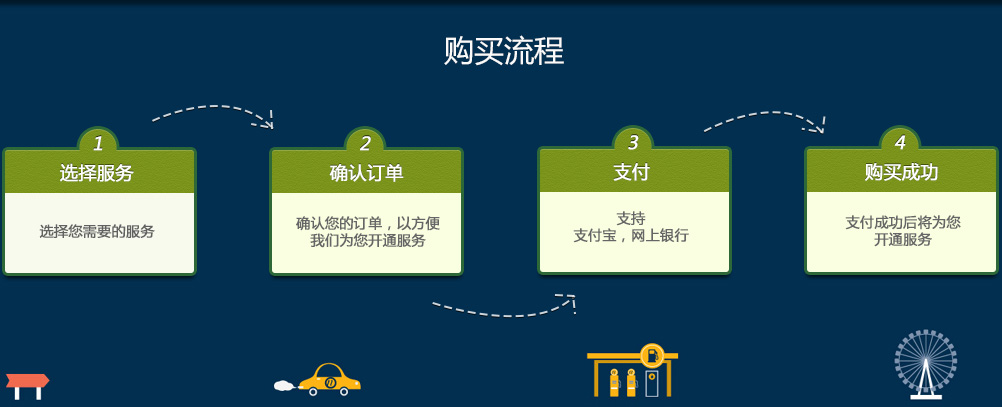 购买流程
1
选择服务
选择您需要的服务
2
确认订单
确认您的订单，以方便
我们为您开通服务
3
支付
支持
支付宝，网上银行
4
购买成功
支付成功后将为您
开通服务